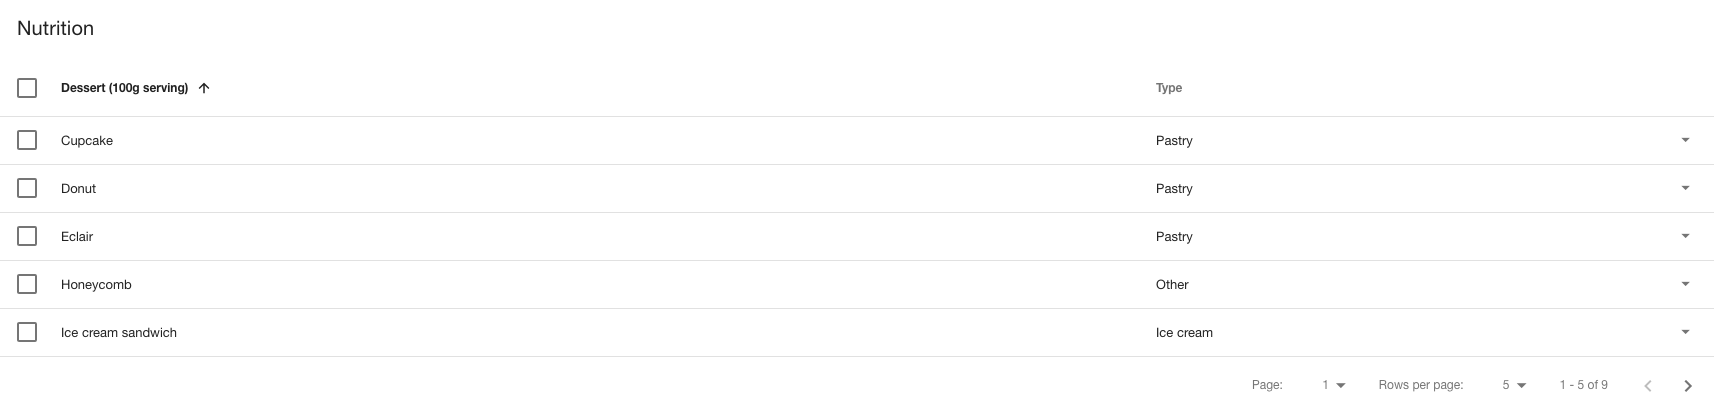 Nutrition
Dessert (100g serving) Type
Cupcake Pastry
Donut Pastry
Eclair Pastry
Honeycomb Other
Ice cream sandwich Ice cream
Page: 1 Rows per page: 5 1 - 5 of 9